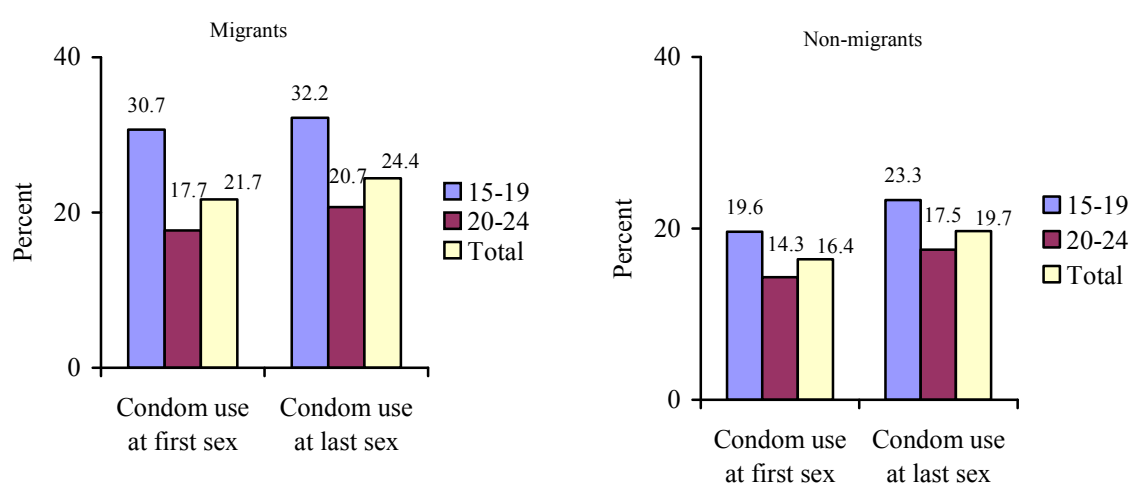 Migrants
40
20
0
Percent
30.7
17.7
21.7
32.2
20.7
24.4
Condom use
at first sex
Condom use
at last sex
15-19
20-24
Total
Non-migrants
40
20
0
Percent
19.6
14.3
16.4
23.3
17.5
19.7
Condom use
at first sex
Condom use
at last sex
15-19
20-24
Total